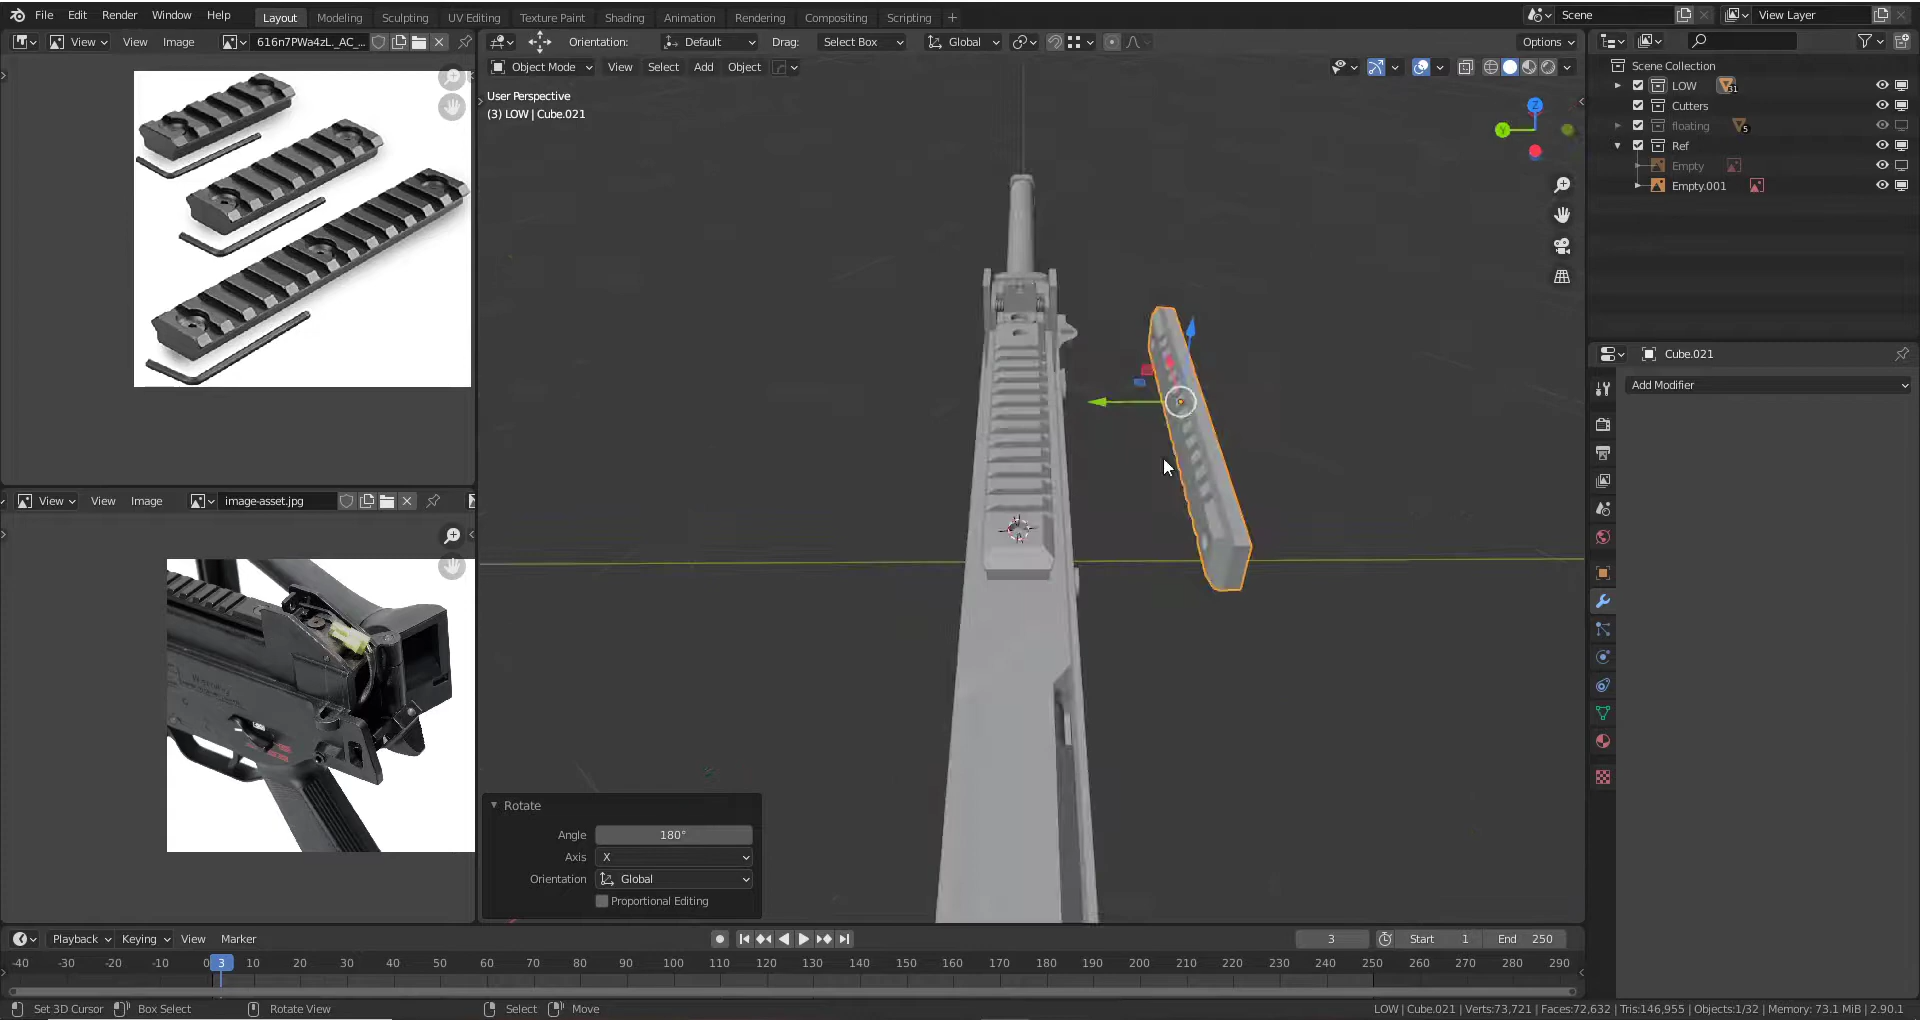 File Edit Render Window Help
Layout Modeling Sculpting UV Editing Texture Paint Shading Animation Rendering Compositing Scripting +
Scene
View Layer
View View Image 616n7PWa4zL._AC_...
Orientation: Default Drag: Select Box Global Options
Object Mode View Select Add Object
User Perspective
(3) LOW | Cube.021
Z
Y
Scene Collection
LOW 31
Cutters
floating 5
Ref
Empty
Empty.001
Cube.021
Add Modifier
View View Image image-asset.jpg
Rotate
Angle 180°
Axis X
Orientation Global
Proportional Editing
Playback Keying View Marker
3 Start 1 End 250
-40 -30 -20 -10 0 3 10 20 30 40 50 60 70 80 90 100 110 120 130 140 150 160 170 180 190 200 210 220 230 240 250 260 270 280 290
Set 3D Cursor Box Select Rotate View Select Move
LOW | Cube.021 | Verts:73,721 | Faces:72,632 | Tris:146,955 | Objects:1/32 | Memory: 73.1 MiB | 2.90.1